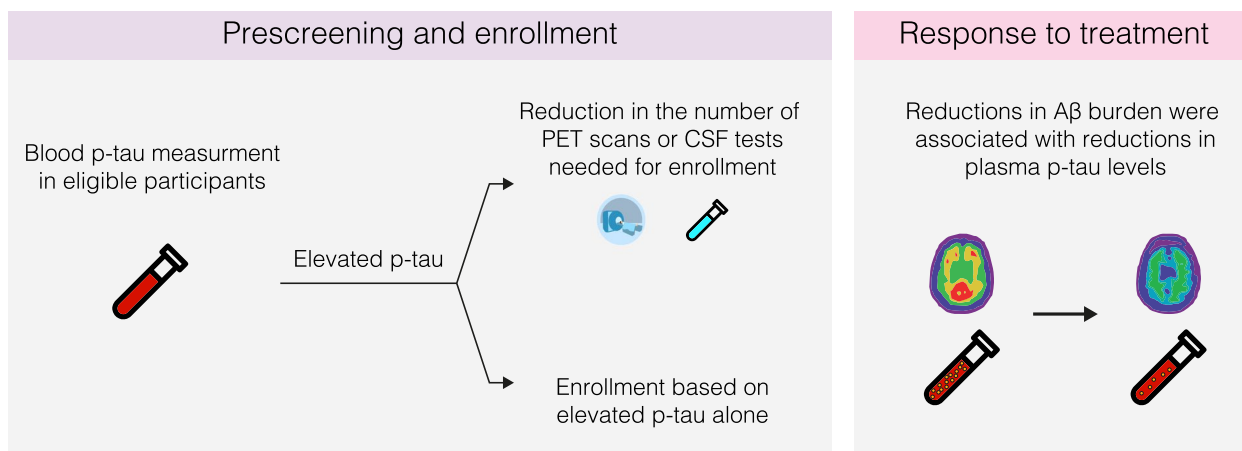 Prescreening and enrollment
Blood p-tau measurment
in eligible participants
Elevated p-tau
Reduction in the number of
PET scans or CSF tests
needed for enrollment
Enrollment based on
elevated p-tau alone
Response to treatment
Reductions in Aβ burden were
associated with reductions in
plasma p-tau levels